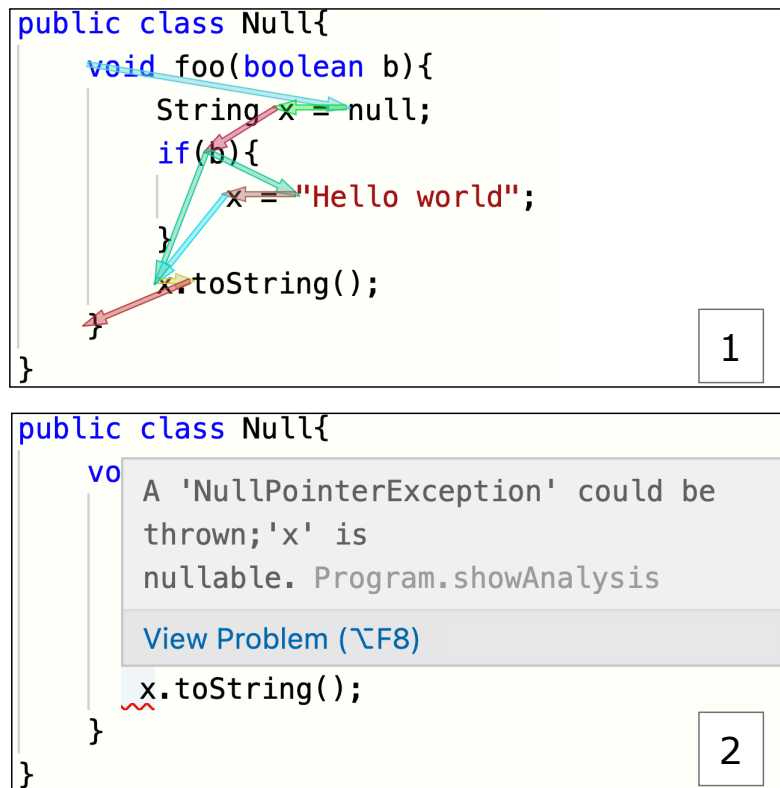 public class Null{
void foo(boolean b){
String x = null;
if(b){
x = "Hello world";
}
x.toString();
}
}
1
public class Null{
vo
A 'NullPointerException' could be
thrown;'x' is
nullable. Program.showAnalysis
View Problem (⌥F8)
x.toString();
}
}
2